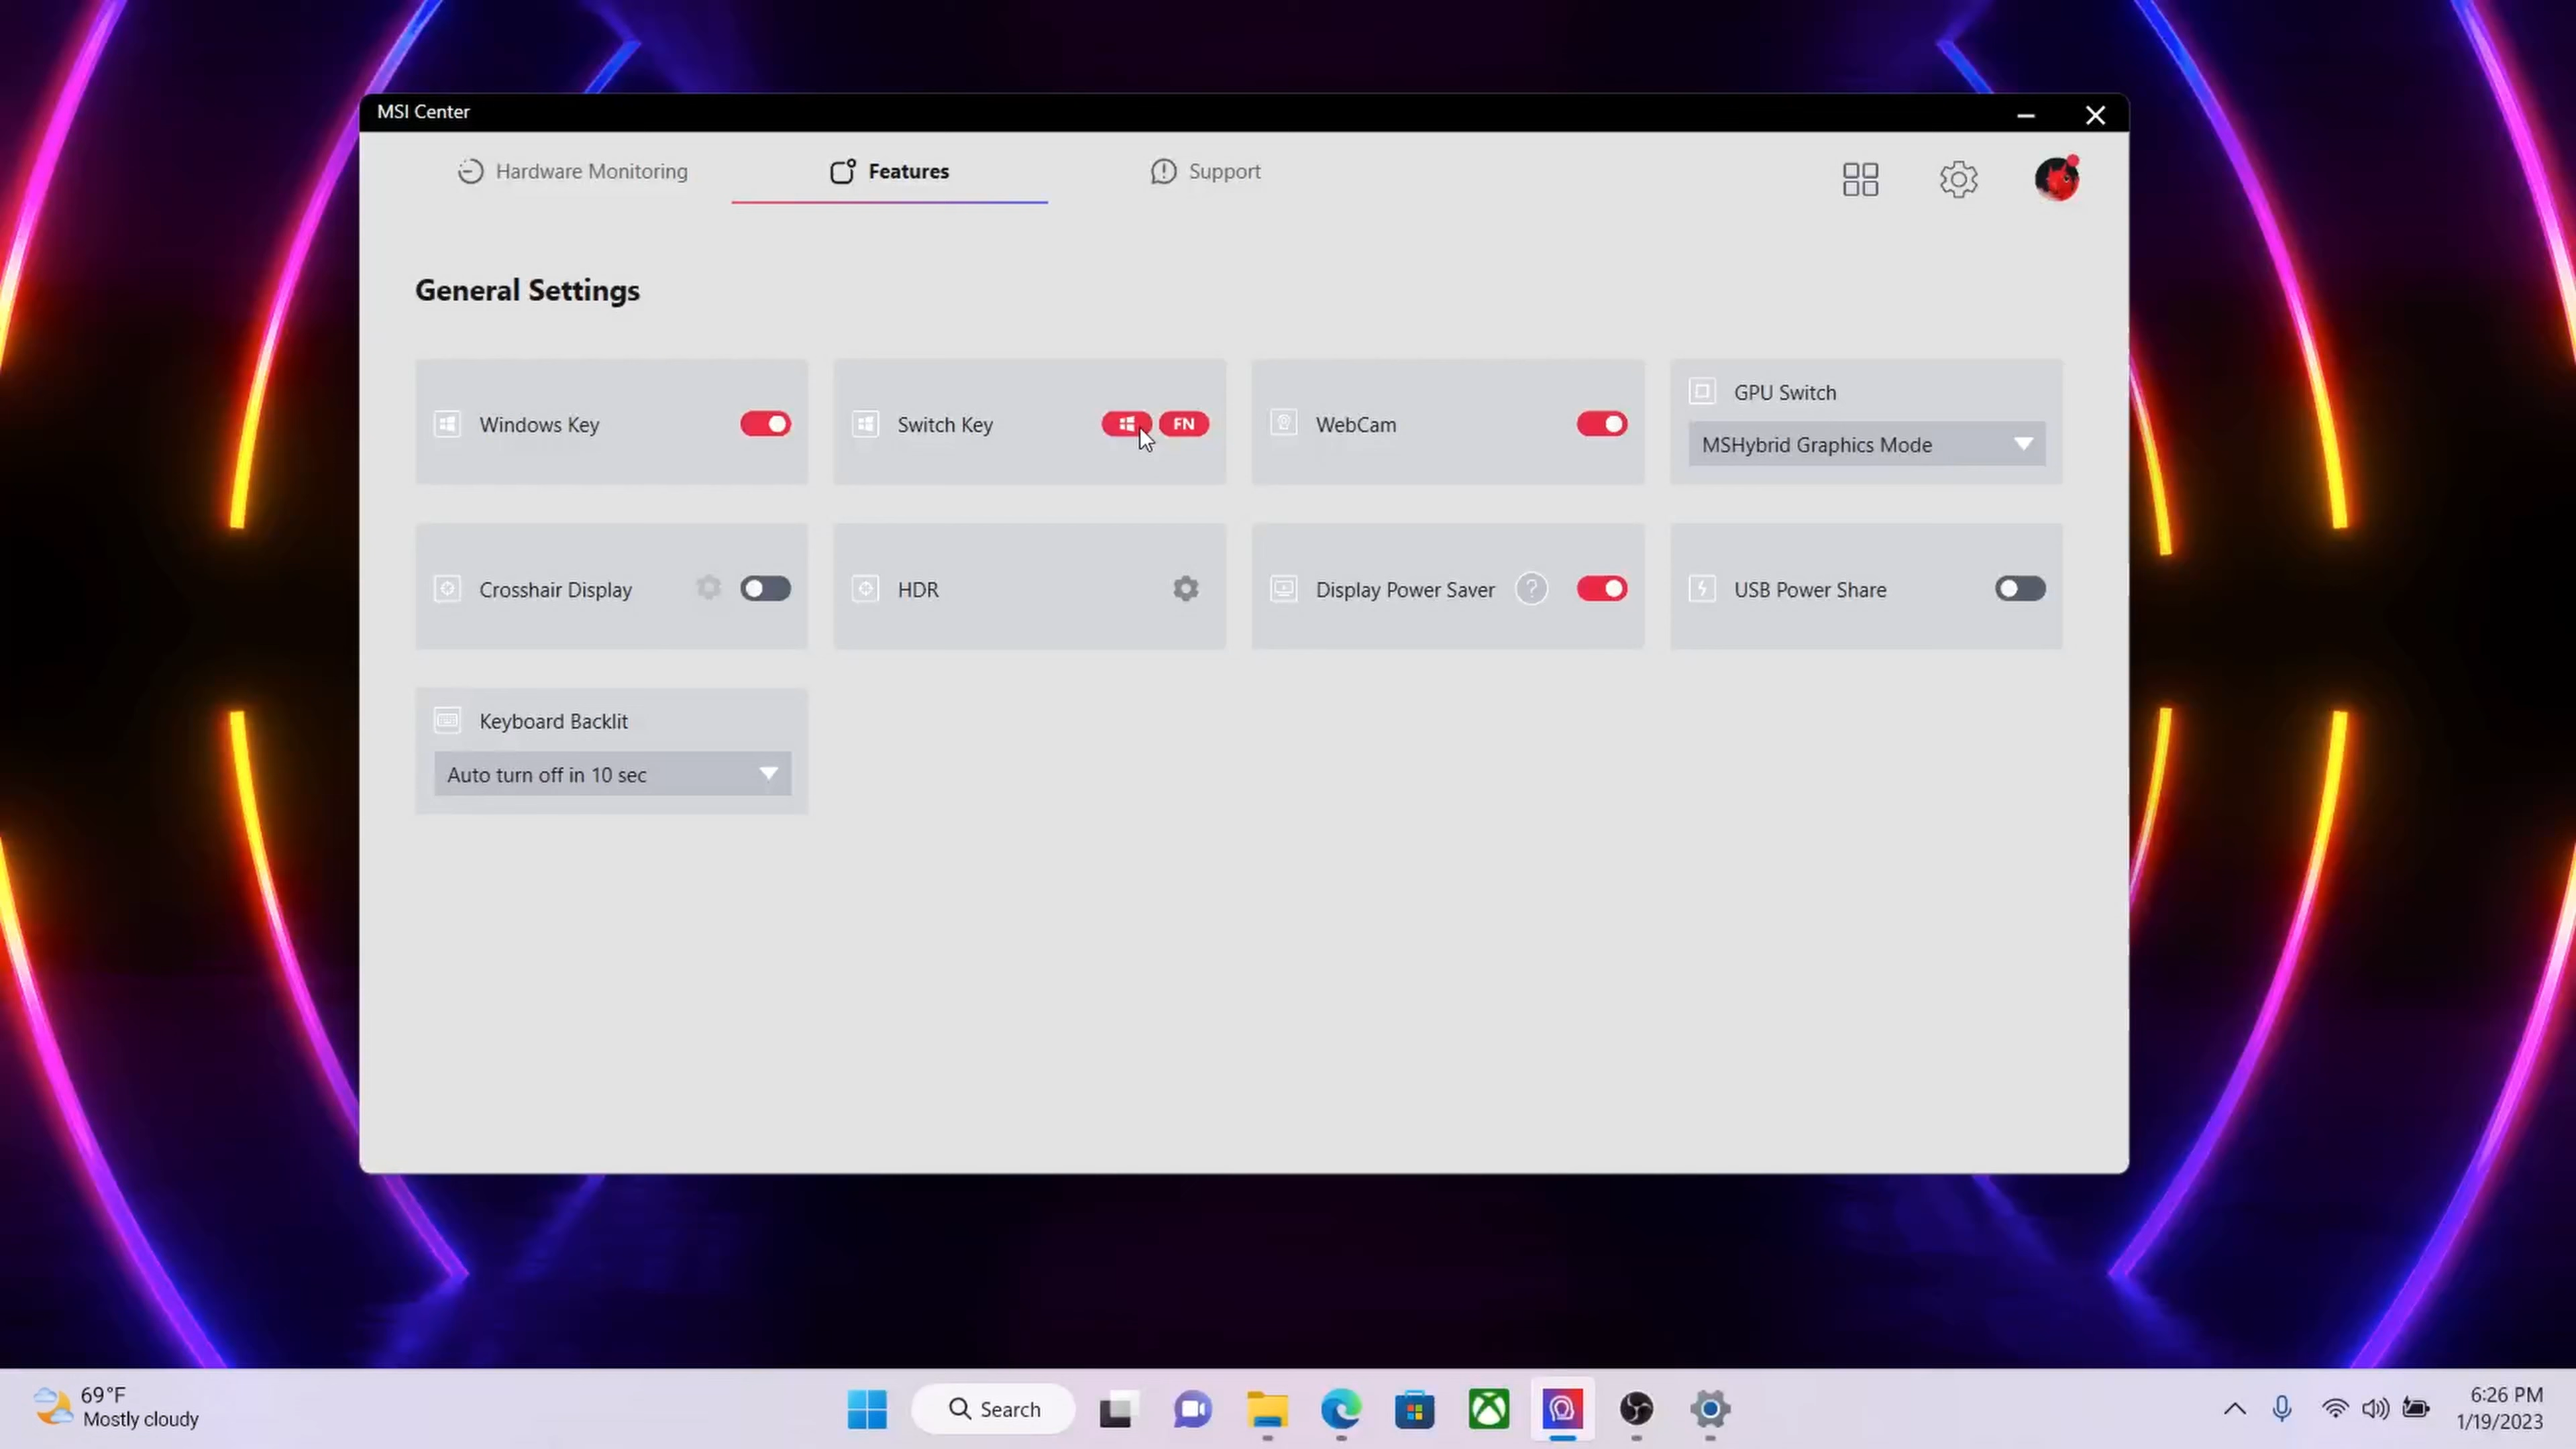 MSI Center
Hardware Monitoring
Features
Support
General Settings
Windows Key
Switch Key
FN
WebCam
GPU Switch
MSHybrid Graphics Mode
Crosshair Display
HDR
Display Power Saver
?
USB Power Share
Keyboard Backlit
Auto turn off in 10 sec
69°F
Mostly cloudy
Search
6:26 PM
1/19/2023